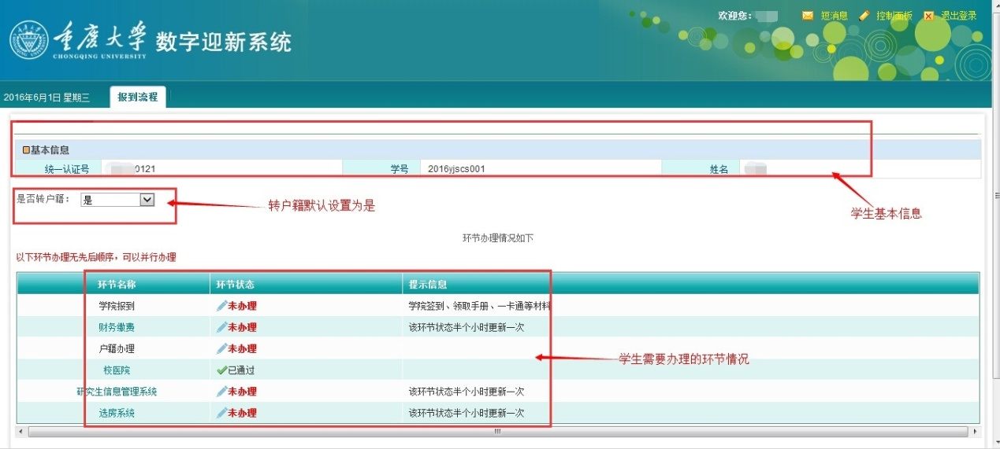 重庆大学 数字迎新系统
CHONGQING UNIVERSITY
欢迎您： 短消息 控制面板 退出登录
2016年6月1日 星期三 报到流程
基本信息
统一认证号 0121 学号 2016yjscs001 姓名
是否转户籍： 是
转户籍默认设置为是
学生基本信息
环节办理情况如下
以下环节办理无先后顺序，可以并行办理
环节名称 环节状态 提示信息
学院报到 未办理 学院签到、领取手册、一卡通等材料
财务缴费 未办理 该环节状态半个小时更新一次
户籍办理 未办理
校医院 已通过
学生需要办理的环节情况
研究生信息管理系统 未办理 该环节状态半个小时更新一次
选房系统 未办理 该环节状态半个小时更新一次